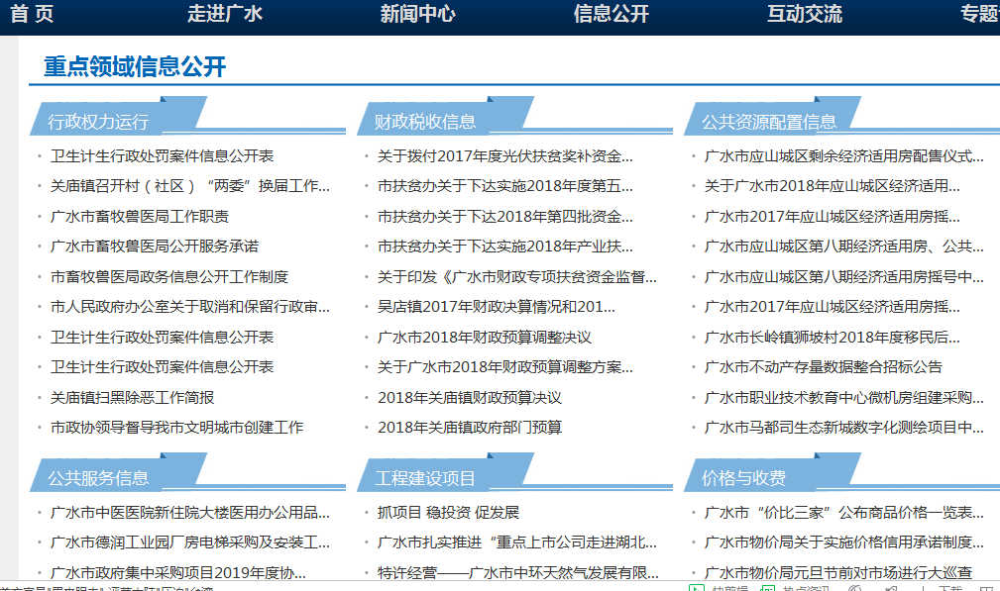 首 页
走进广水
新闻中心
信息公开
互动交流
专题
重点领域信息公开
行政权力运行
· 卫生计生行政处罚案件信息公开表
· 关庙镇召开村（社区）“两委”换届工作...
· 广水市畜牧兽医局工作职责
· 广水市畜牧兽医局公开服务承诺
· 市畜牧兽医局政务信息公开工作制度
· 市人民政府办公室关于取消和保留行政审...
· 卫生计生行政处罚案件信息公开表
· 卫生计生行政处罚案件信息公开表
· 关庙镇扫黑除恶工作简报
· 市政协领导督导我市文明城市创建工作
财政税收信息
· 关于拨付2017年度光伏扶贫奖补资金...
· 市扶贫办关于下达实施2018年度第五...
· 市扶贫办关于下达2018年第四批资金...
· 市扶贫办关于下达实施2018年产业扶...
· 关于印发《广水市财政专项扶贫资金监督...
· 吴店镇2017年财政决算情况和201...
· 广水市2018年财政预算调整决议
· 关于广水市2018年财政预算调整方案...
· 2018年关庙镇财政预算决议
· 2018年关庙镇政府部门预算
公共资源配置信息
· 广水市应山城区剩余经济适用房配售仪式...
· 关于广水市2018年应山城区经济适用...
· 广水市2017年应山城区经济适用房摇...
· 广水市应山城区第八期经济适用房、公共...
· 广水市应山城区第八期经济适用房摇号中...
· 广水市2017年应山城区经济适用房摇...
· 广水市长岭镇狮坡村2018年度移民后...
· 广水市不动产存量数据整合招标公告
· 广水市职业技术教育中心微机房组建采购...
· 广水市马都司生态新城数字化测绘项目中...
公共服务信息
· 广水市中医医院新住院大楼医用办公用品...
· 广水市德润工业园厂房电梯采购及安装工...
· 广水市政府集中采购项目2019年度协...
工程建设项目
· 抓项目 稳投资 促发展
· 广水市扎实推进“重点上市公司走进湖北...
· 特许经营——广水市中环天然气发展有限...
价格与收费
· 广水市“价比三家”公布商品价格一览表...
· 广水市物价局关于实施价格信用承诺制度...
· 广水市物价局元旦节前对市场进行大巡查